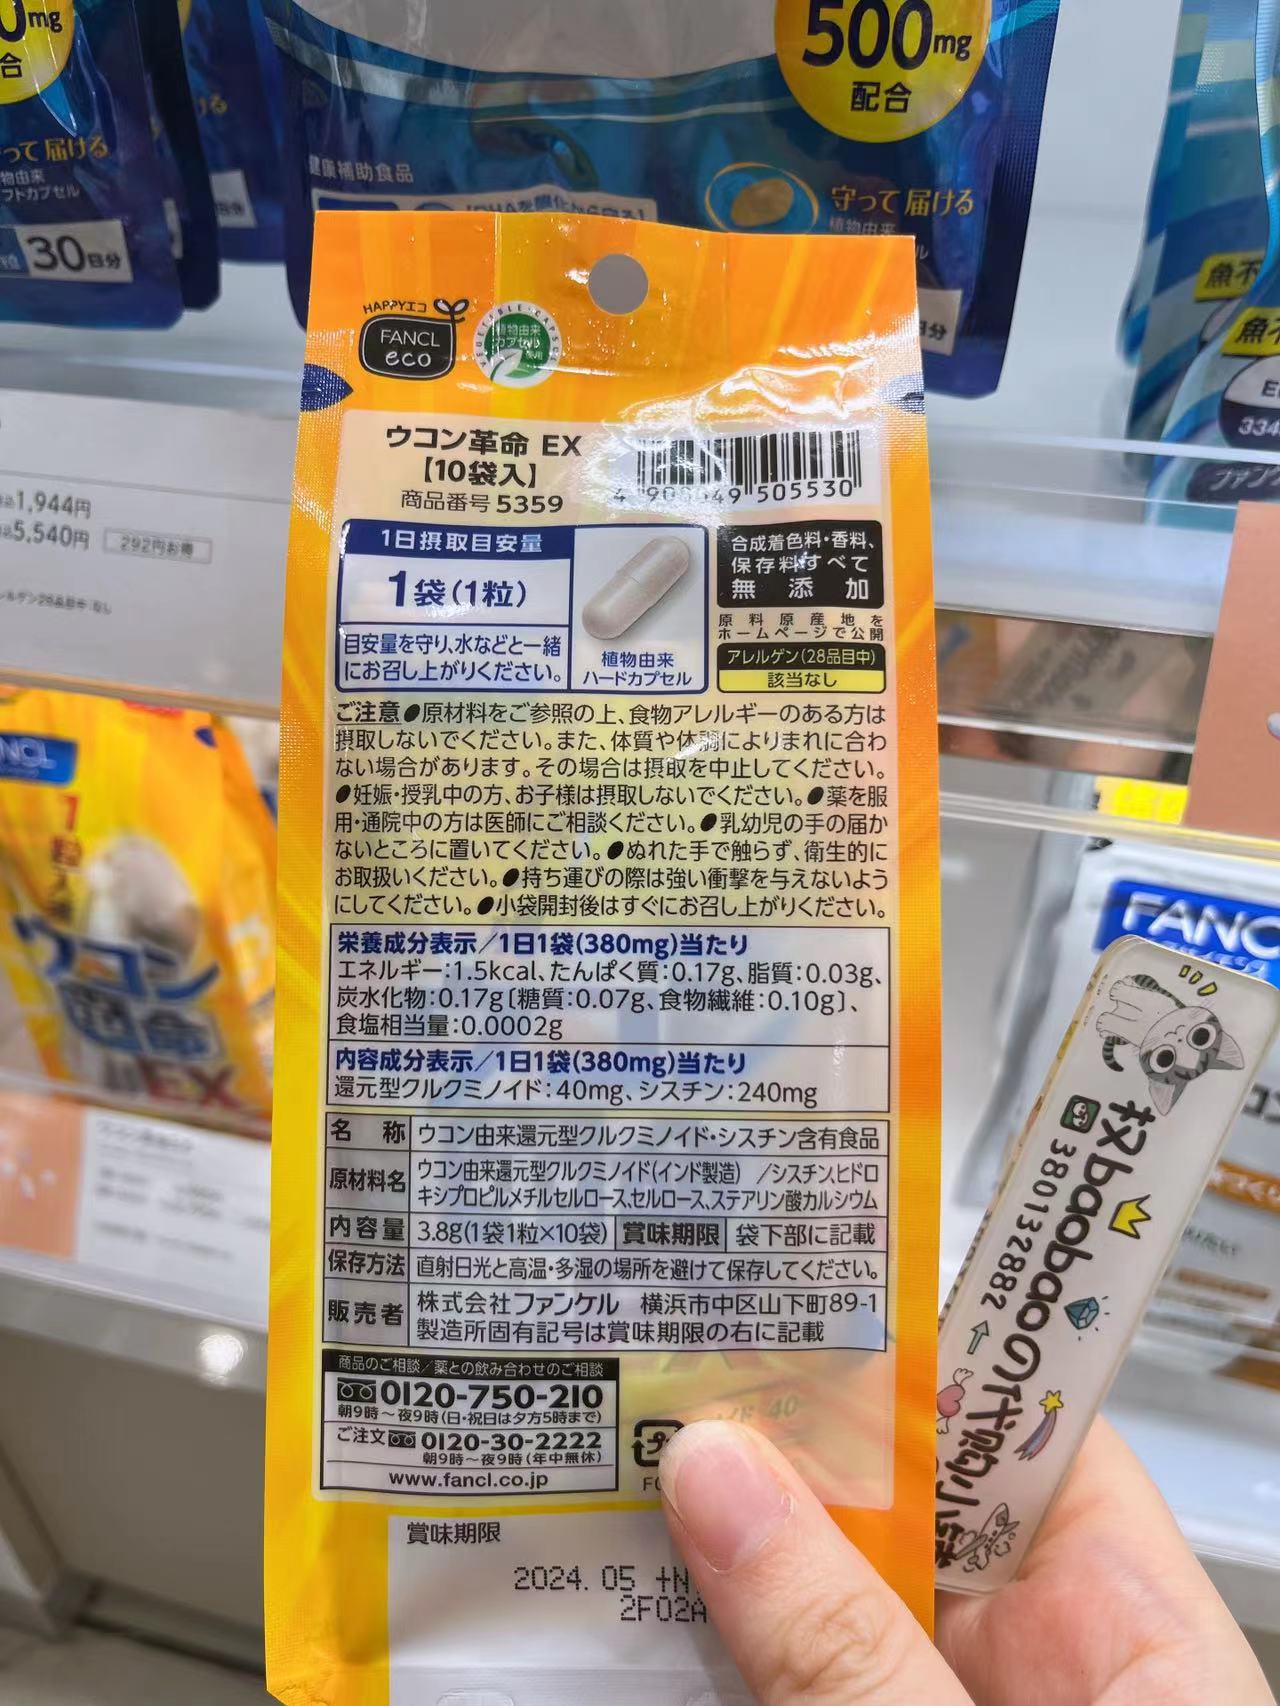 0mg
合
500mg
配合
って届ける
物由来
フトカプセル
30日分
健康補助食品
守って届ける
植物由来
魚不
HAPPYエコ
FANCL
eco
VEGETABLE・CAPSULE
植物由来
カプセル
使用
ウコン革命 EX
【10袋入】
商品番号 5359
505530
1日摂取目安量
1袋(1粒)
目安量を守り、水などと一緒
にお召し上がりください。
植物由来
ハードカプセル
合成着色料・香料、
保存料すべて
無添加
原料原産地を
ホームページで公開
アレルゲン(28品目中)
該当なし
ご注意●原材料をご参照の上、食物アレルギーのある方は
摂取しないでください。また、体質や体調によりまれに合わ
ない場合があります。その場合は摂取を中止してください。
●妊娠・授乳中の方、お子様は摂取しないでください。●薬を服
用・通院中の方は医師にご相談ください。●乳幼児の手の届か
ないところに置いてください。●ぬれた手で触らず、衛生的に
お取扱いください。●持ち運びの際は強い衝撃を与えないよう
にしてください。●小袋開封後はすぐにお召し上がりください。
栄養成分表示/1日1袋(380mg)当たり
エネルギー:1.5kcal、たんぱく質:0.17g、脂質:0.03g、
炭水化物:0.17g〔糖質:0.07g、食物繊維:0.10g〕、
食塩相当量:0.0002g
内容成分表示/1日1袋(380mg)当たり
還元型クルクミノイド:40mg、シスチン:240mg
名称 ウコン由来還元型クルクミノイド・シスチン含有食品
原材料名 ウコン由来還元型クルクミノイド(インド製造) /シスチン、ヒドロ
キシプロピルメチルセルロース、セルロース、ステアリン酸カルシウム
内容量 3.8g(1袋1粒×10袋) 賞味期限 袋下部に記載
保存方法 直射日光と高温・多湿の場所を避けて保存してください。
販売者 株式会社ファンケル 横浜市中区山下町89-1
製造所固有記号は賞味期限の右に記載
商品のご相談/薬との飲み合わせのご相談
0120-750-210
朝9時~夜9時(日・祝日は夕方5時まで)
ご注文 0120-30-2222
朝9時~夜9時(年中無休)
www.fancl.co.jp
プラ
賞味期限
2024.05 +N
2F02A
1,944円
5,540円
292円お得
ウコン
革命
EX
FANC
334
baobaoの代购小
380132882